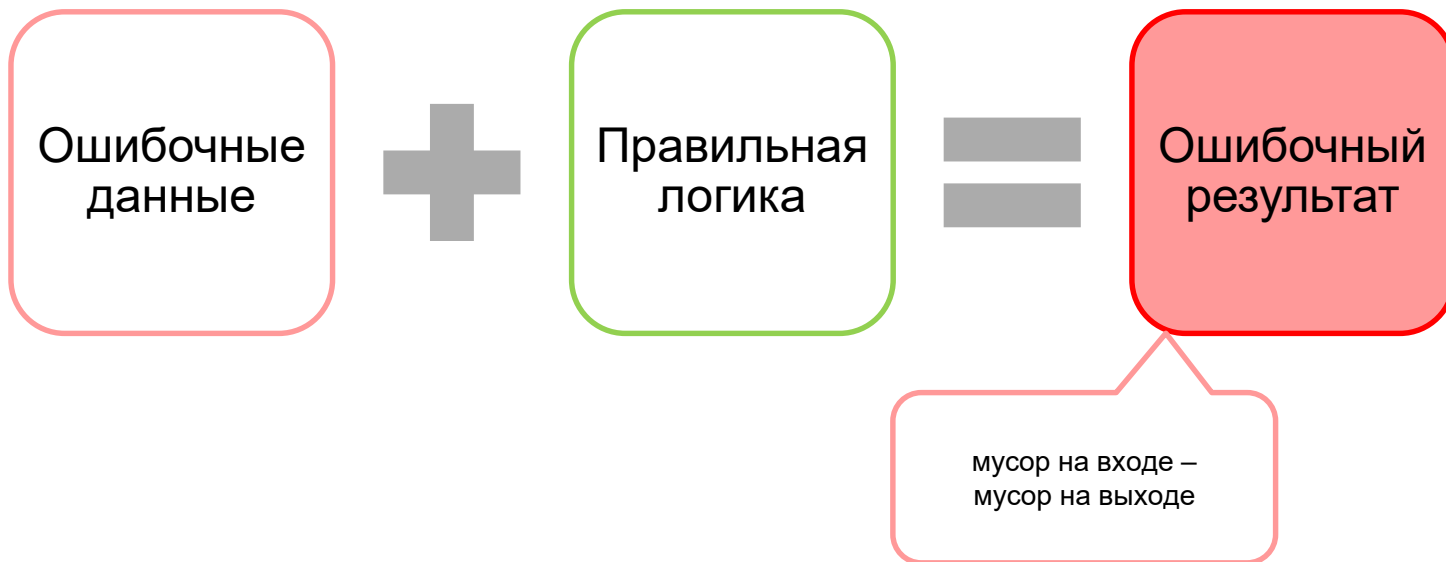 Ошибочные
данные
Правильная
логика
Ошибочный
результат
мусор на входе –
мусор на выходе